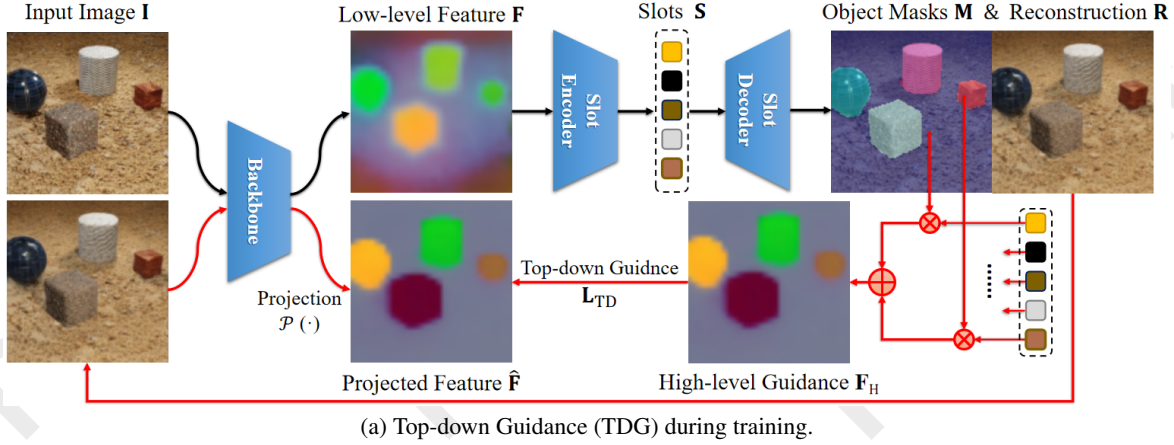 Input Image I
Low-level Feature F
Slots S
Object Masks M & Reconstruction R
Backbone
Slot
Encoder
Slot
Decoder
Projection
𝒫 (·)
Top-down Guidnce
L_TD
Projected Feature F̂
High-level Guidance F_H
(a) Top-down Guidance (TDG) during training.